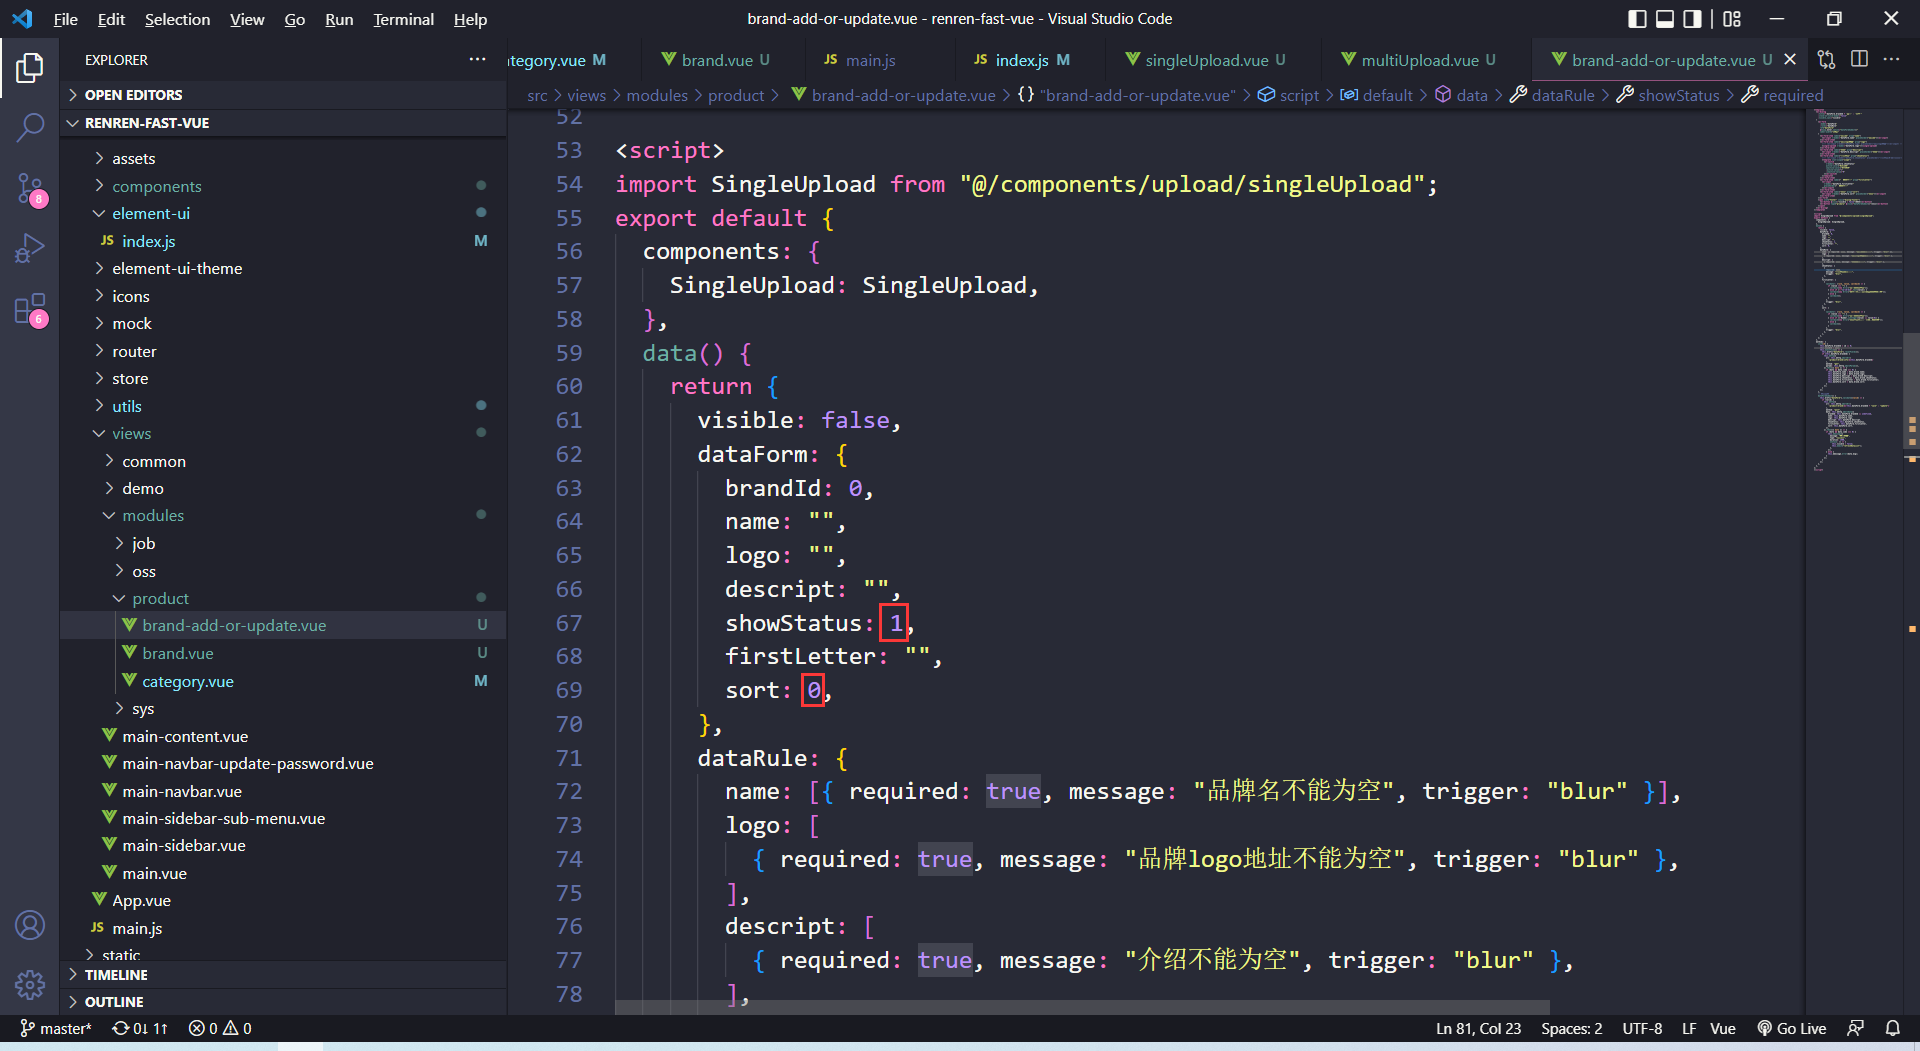 File Edit Selection View Go Run Terminal Help
brand-add-or-update.vue - renren-fast-vue - Visual Studio Code
EXPLORER
tegory.vue M
brand.vue U
JS main.js
JS index.js M
singleUpload.vue U
multiUpload.vue U
brand-add-or-update.vue U
OPEN EDITORS
src > views > modules > product > brand-add-or-update.vue > {} "brand-add-or-update.vue" > script > default > data > dataRule > showStatus > required
RENREN-FAST-VUE
assets
components
element-ui
JS index.js M
element-ui-theme
icons
mock
router
store
utils
views
common
demo
modules
job
oss
product
brand-add-or-update.vue U
brand.vue U
category.vue M
sys
main-content.vue
main-navbar-update-password.vue
main-navbar.vue
main-sidebar-sub-menu.vue
main-sidebar.vue
main.vue
App.vue
JS main.js
static
TIMELINE
OUTLINE
8
6
52
53 <script>
54 import SingleUpload from "@/components/upload/singleUpload";
55 export default {
56 components: {
57 SingleUpload: SingleUpload,
58 },
59 data() {
60 return {
61 visible: false,
62 dataForm: {
63 brandId: 0,
64 name: "",
65 logo: "",
66 descript: "",
67 showStatus: 1,
68 firstLetter: "",
69 sort: 0,
70 },
71 dataRule: {
72 name: [{ required: true, message: "品牌名不能为空", trigger: "blur" }],
73 logo: [
74 { required: true, message: "品牌logo地址不能为空", trigger: "blur" },
75 ],
76 descript: [
77 { required: true, message: "介绍不能为空", trigger: "blur" },
78 ],
master* 0↓ 1↑ 0 0
Ln 81, Col 23 Spaces: 2 UTF-8 LF Vue Go Live